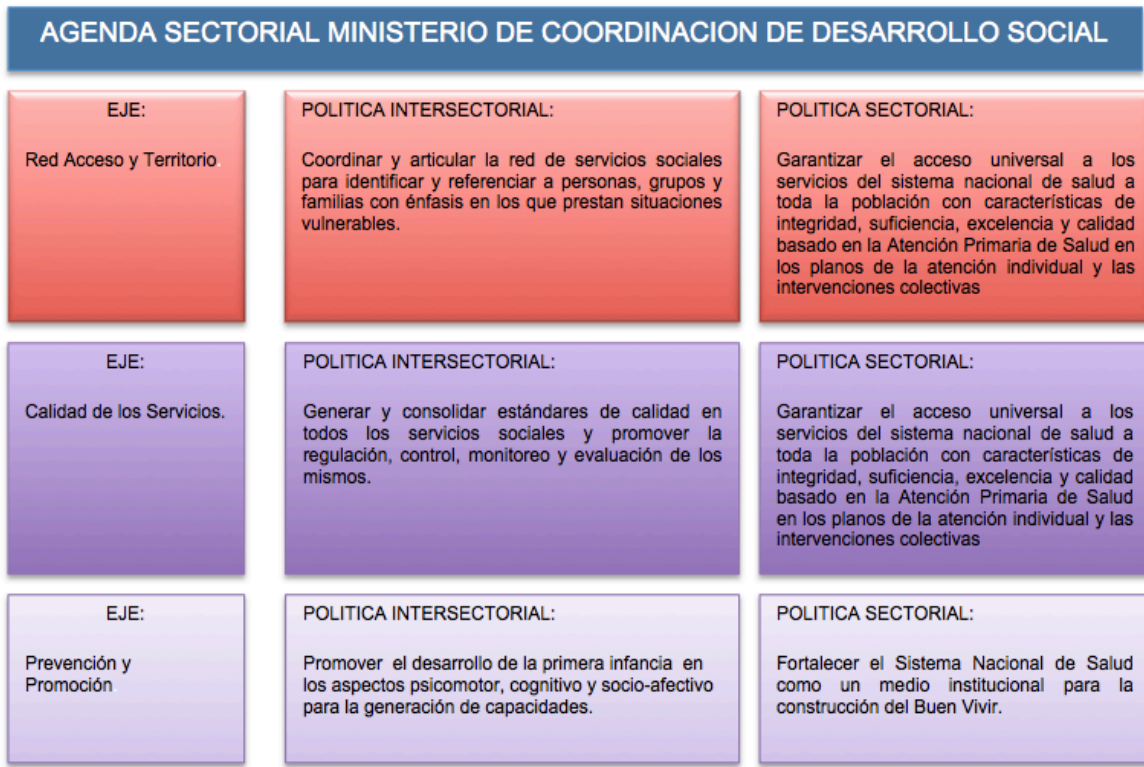 AGENDA SECTORIAL MINISTERIO DE COORDINACION DE DESARROLLO SOCIAL
EJE:
Red Acceso y Territorio.
POLITICA INTERSECTORIAL:
Coordinar y articular la red de servicios sociales
para identificar y referenciar a personas, grupos y
familias con énfasis en los que prestan situaciones
vulnerables.
POLITICA SECTORIAL:
Garantizar el acceso universal a los
servicios del sistema nacional de salud a
toda la población con características de
integridad, suficiencia, excelencia y calidad
basado en la Atención Primaria de Salud en
los planos de la atención individual y las
intervenciones colectivas
EJE:
Calidad de los Servicios.
POLITICA INTERSECTORIAL:
Generar y consolidar estándares de calidad en
todos los servicios sociales y promover la
regulación, control, monitoreo y evaluación de los
mismos.
POLITICA SECTORIAL:
Garantizar el acceso universal a los
servicios del sistema nacional de salud a
toda la población con características de
integridad, suficiencia, excelencia y calidad
basado en la Atención Primaria de Salud
en los planos de la atención individual y las
intervenciones colectivas
EJE:
Prevención y
Promoción
POLITICA INTERSECTORIAL:
Promover el desarrollo de la primera infancia en
los aspectos psicomotor, cognitivo y socio-afectivo
para la generación de capacidades.
POLITICA SECTORIAL:
Fortalecer el Sistema Nacional de Salud
como un medio institucional para la
construcción del Buen Vivir.